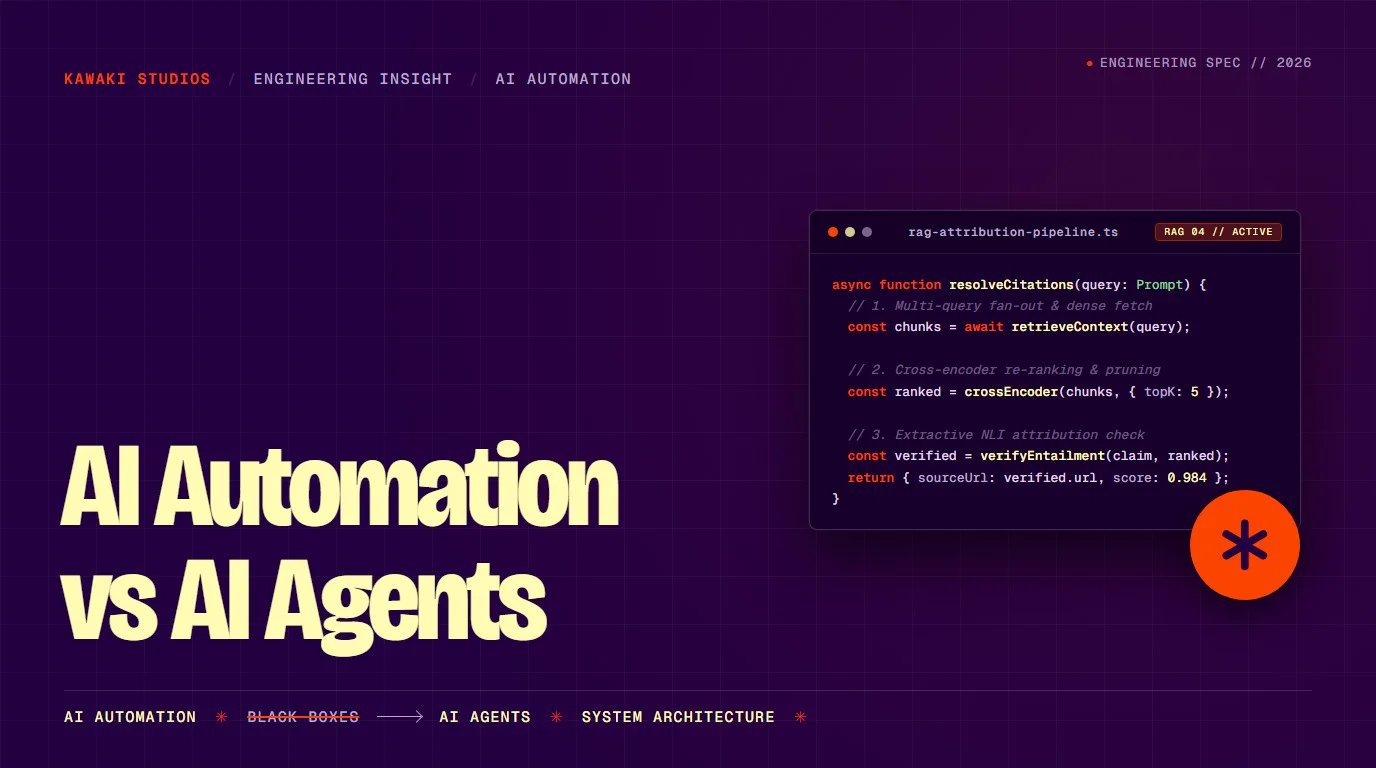 KAWAKI STUDIOS / ENGINEERING INSIGHT / AI AUTOMATION
ENGINEERING SPEC // 2026
rag-attribution-pipeline.ts
RAG 04 // ACTIVE
async function resolveCitations(query: Prompt) {
  // 1. Multi-query fan-out & dense fetch
  const chunks = await retrieveContext(query);
  // 2. Cross-encoder re-ranking & pruning
  const ranked = crossEncoder(chunks, { topK: 5 });
  // 3. Extractive NLI attribution check
  const verified = verifyEntailment(claim, ranked);
  return { sourceUrl: verified.url, score: 0.984 };
}
AI Automation
vs AI Agents
AI AUTOMATION ✳ BLACK BOXES → AI AGENTS ✳ SYSTEM ARCHITECTURE ✳